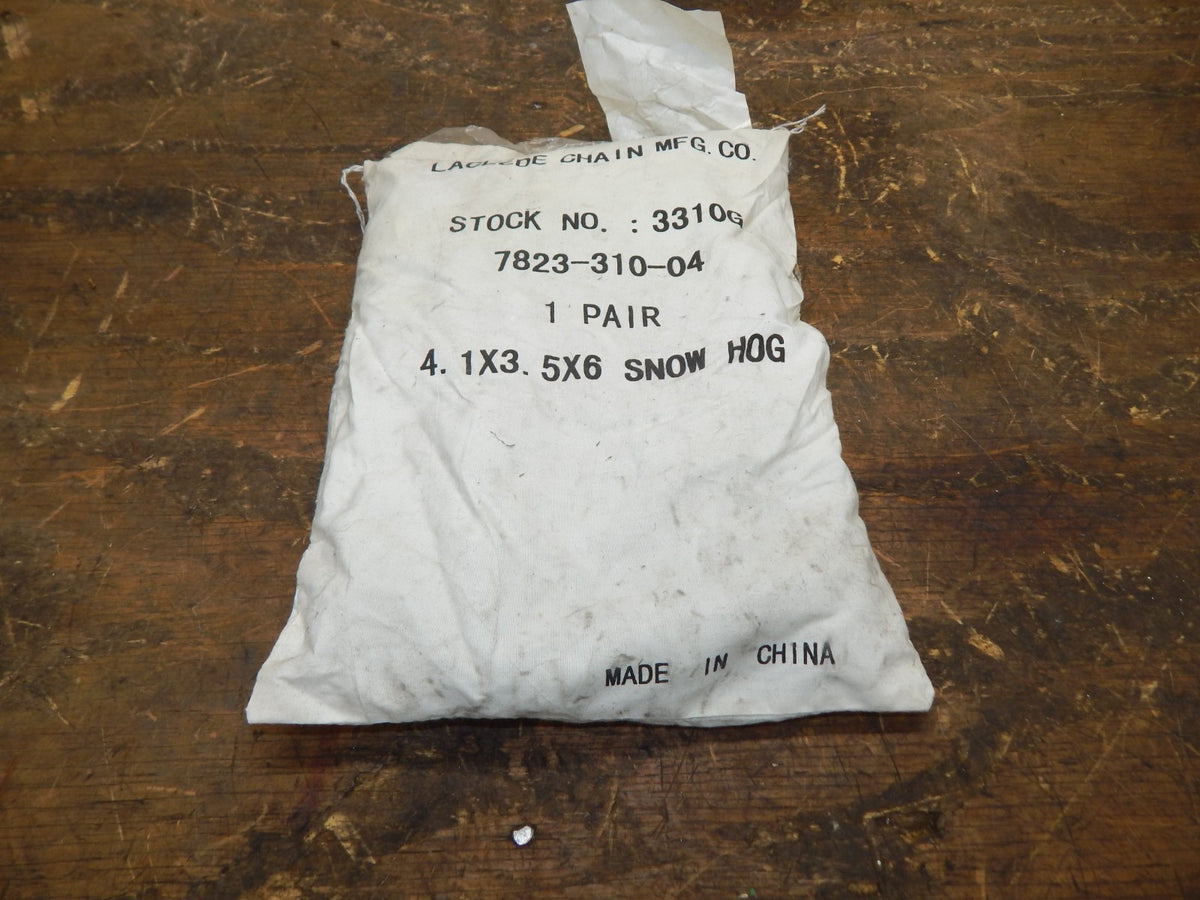 LACLEDE CHAIN MFG. CO.
STOCK NO. : 3310G
7823-310-04
1 PAIR
4.1X3.5X6 SNOW HOG
MADE IN CHINA